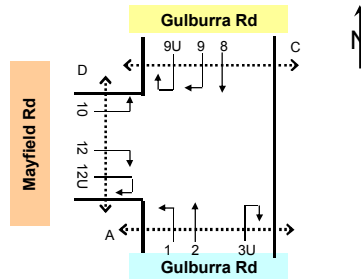 Gulburra Rd
9U 9 8
C
N
D
10
Mayfield Rd
12
12U
A
1 2 3U
Gulburra Rd